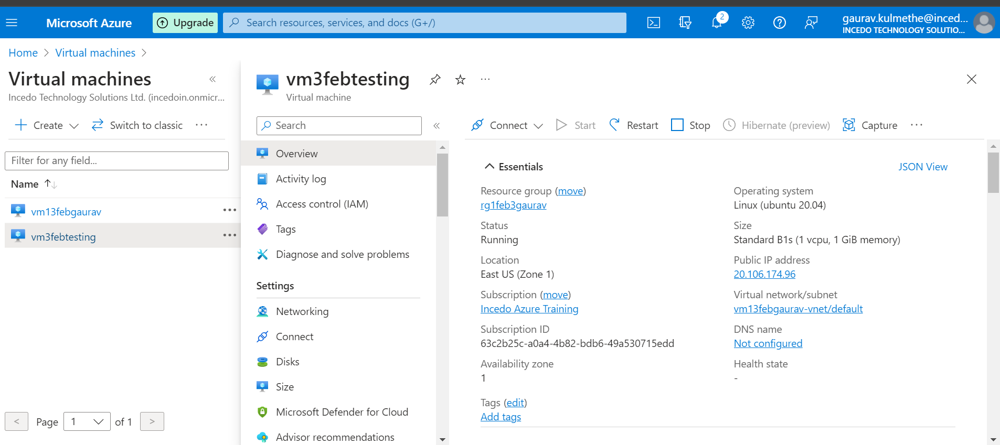 Microsoft Azure
Upgrade
Search resources, services, and docs (G+/)
2
gaurav.kulmethe@inced...
INCEDO TECHNOLOGY SOLUTIO...
Home > Virtual machines >
Virtual machines
Incedo Technology Solutions Ltd. (incedoin.onmicr...
Create
Switch to classic
Filter for any field...
Name
vm13febgaurav
vm3febtesting
< Page 1 of 1 >
vm3febtesting
Virtual machine
Search
Overview
Activity log
Access control (IAM)
Tags
Diagnose and solve problems
Settings
Networking
Connect
Disks
Size
Microsoft Defender for Cloud
Advisor recommendations
Connect
Start
Restart
Stop
Hibernate (preview)
Capture
Essentials
JSON View
Resource group (move)
rg1feb3gaurav
Status
Running
Location
East US (Zone 1)
Subscription (move)
Incedo Azure Training
Subscription ID
63c2b25c-a0a4-4b82-bdb6-49a530715edd
Availability zone
1
Operating system
Linux (ubuntu 20.04)
Size
Standard B1s (1 vcpu, 1 GiB memory)
Public IP address
20.106.174.96
Virtual network/subnet
vm13febgaurav-vnet/default
DNS name
Not configured
Health state
-
Tags (edit)
Add tags